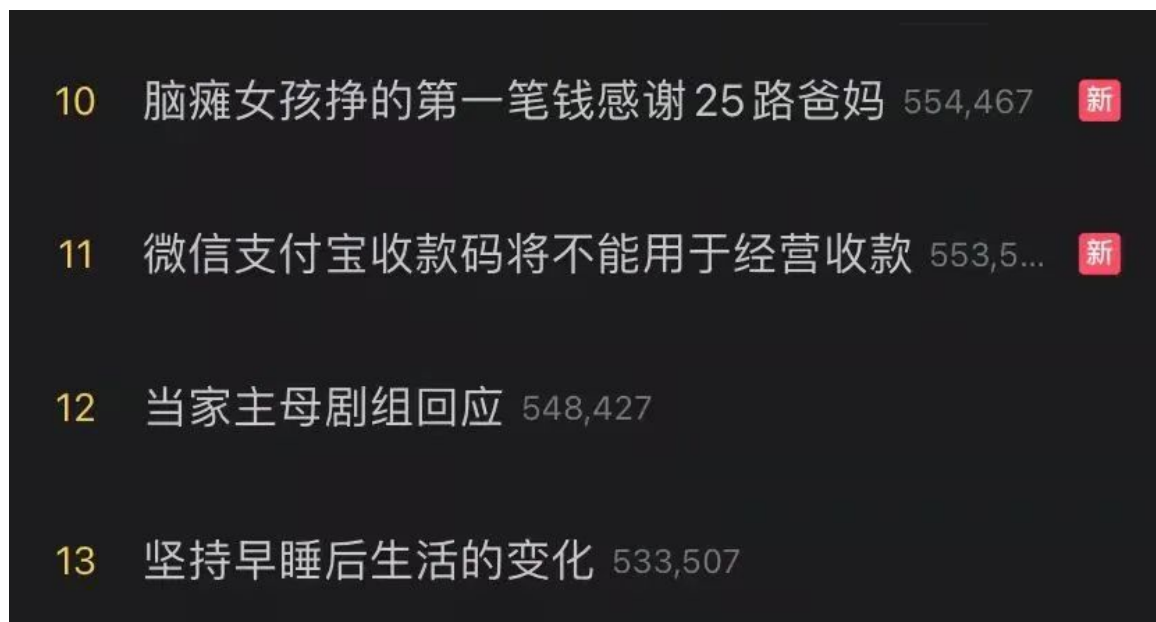 10 脑瘫女孩挣的第一笔钱感谢25路爸妈 554,467 新
11 微信支付宝收款码将不能用于经营收款 553,5... 新
12 当家主母剧组回应 548,427
13 坚持早睡后生活的变化 533,507